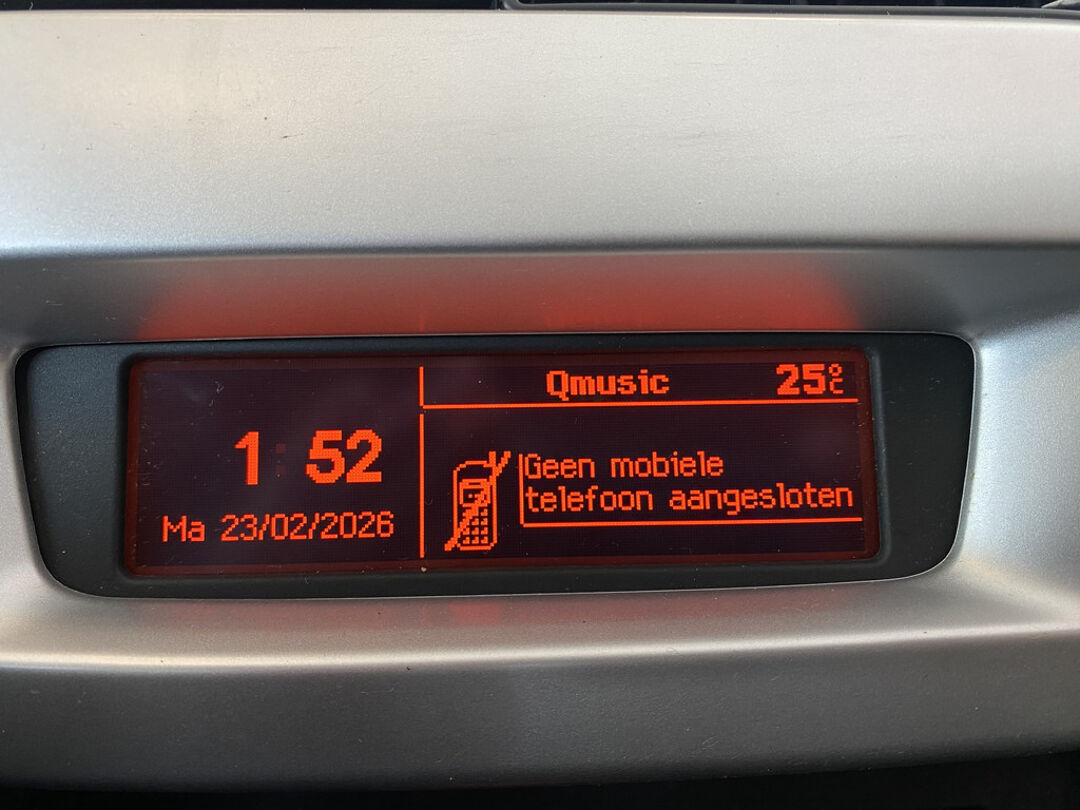 Qmusic 25°C
1:52
Ma 23/02/2026
Geen mobiele
telefoon aangesloten